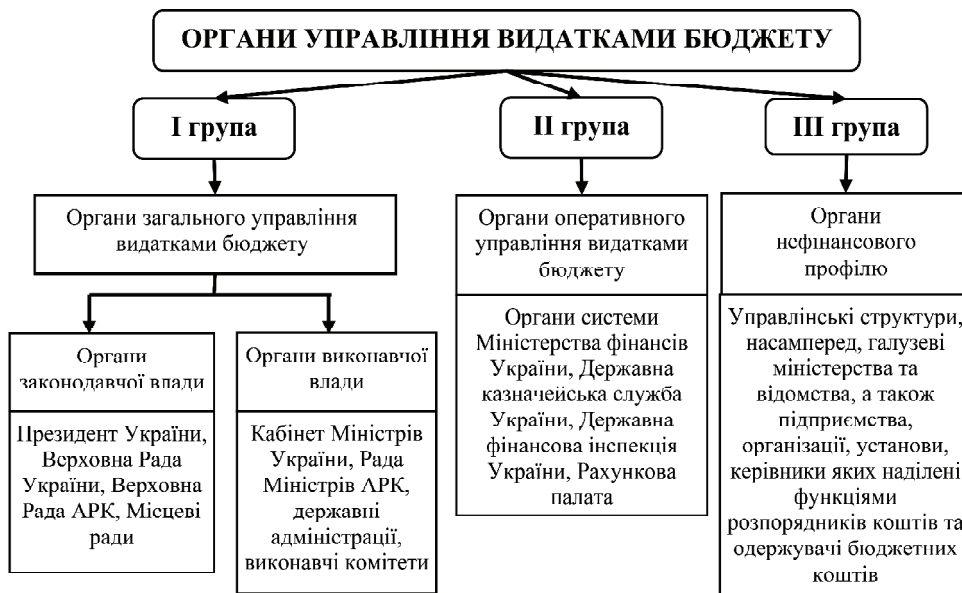 ОРГАНИ УПРАВЛІННЯ ВИДАТКАМИ БЮДЖЕТУ
І група
ІІ група
ІІІ група
Органи загального управління
видатками бюджету
Органи оперативного
управління видатками
бюджету
Органи
нефінансового
профілю
Органи
законодавчої влади
Органи виконавчої
влади
Президент України,
Верховна Рада
України, Верховна
Рада АРК, Місцеві
ради
Кабінет Міністрів
України, Рада
Міністрів АРК,
державні
адміністрації,
виконавчі комітети
Органи системи
Міністерства фінансів
України, Державна
казначейська служба
України, Державна
фінансова інспекція
України, Рахункова
палата
Управлінські структури,
насамперед, галузеві
міністерства та
відомства, а також
підприємства,
організації, установи,
керівники яких наділені
функціями
розпорядників коштів та
одержувачі бюджетних
коштів